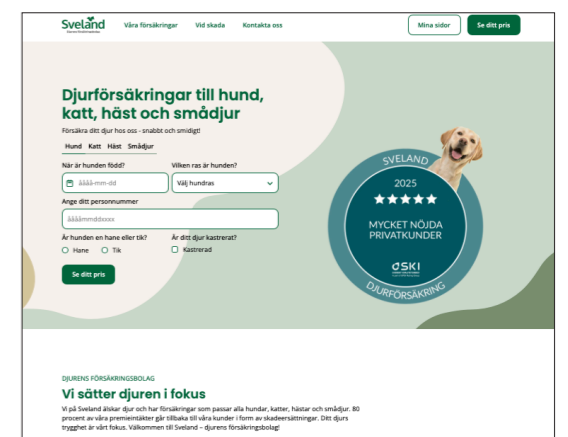 Sveland
Våra försäkringar Vid skada Kontakta oss Mina sidor Se ditt pris
Djurförsäkringar till hund,
katt, häst och smådjur
Försäkra ditt djur hos oss - snabbt och smidigt!
Hund Katt Häst Smådjur
När är hunden född? Vilken ras är hunden?
åååå-mm-dd Välj hundras
Ange ditt personnummer
ååååmmddxxxx
Är hunden en hane eller tik? Är ditt djur kastrerat?
Hane Tik Kastrerad
Se ditt pris
SVELAND
2025
MYCKET NÖJDA
PRIVATKUNDER
SKI
DJURFÖRSÄKRING
DJURENS FÖRSÄKRINGSBOLAG
Vi sätter djuren i fokus
Vi på Sveland älskar djur och har försäkringar som passar alla hundar, katter, hästar och smådjur. 80
procent av våra premieintäkter går tillbaka till våra kunder i form av skadeersättningar. Ditt djurs
trygghet är vårt fokus. Välkommen till Sveland – djurens försäkringsbolag!